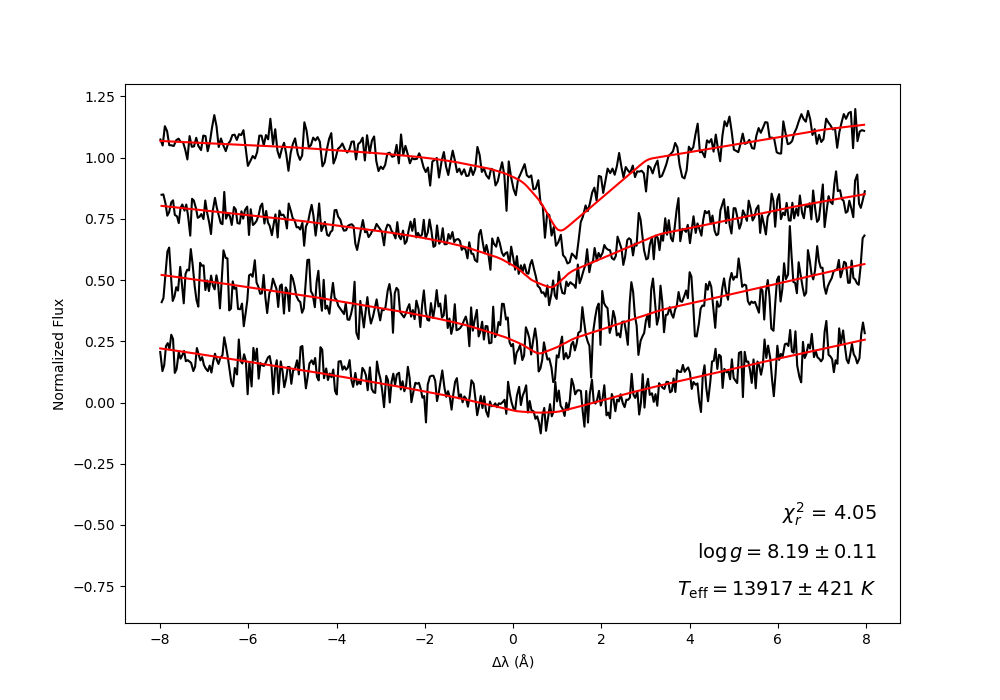 1.25
1.00
0.75
0.50
0.25
0.00
−0.25
−0.50
−0.75
Normalized Flux
χ²ᵣ = 4.05
log g = 8.19 ± 0.11
T_eff = 13917 ± 421 K
−8 −6 −4 −2 0 2 4 6 8
Δλ (Å)